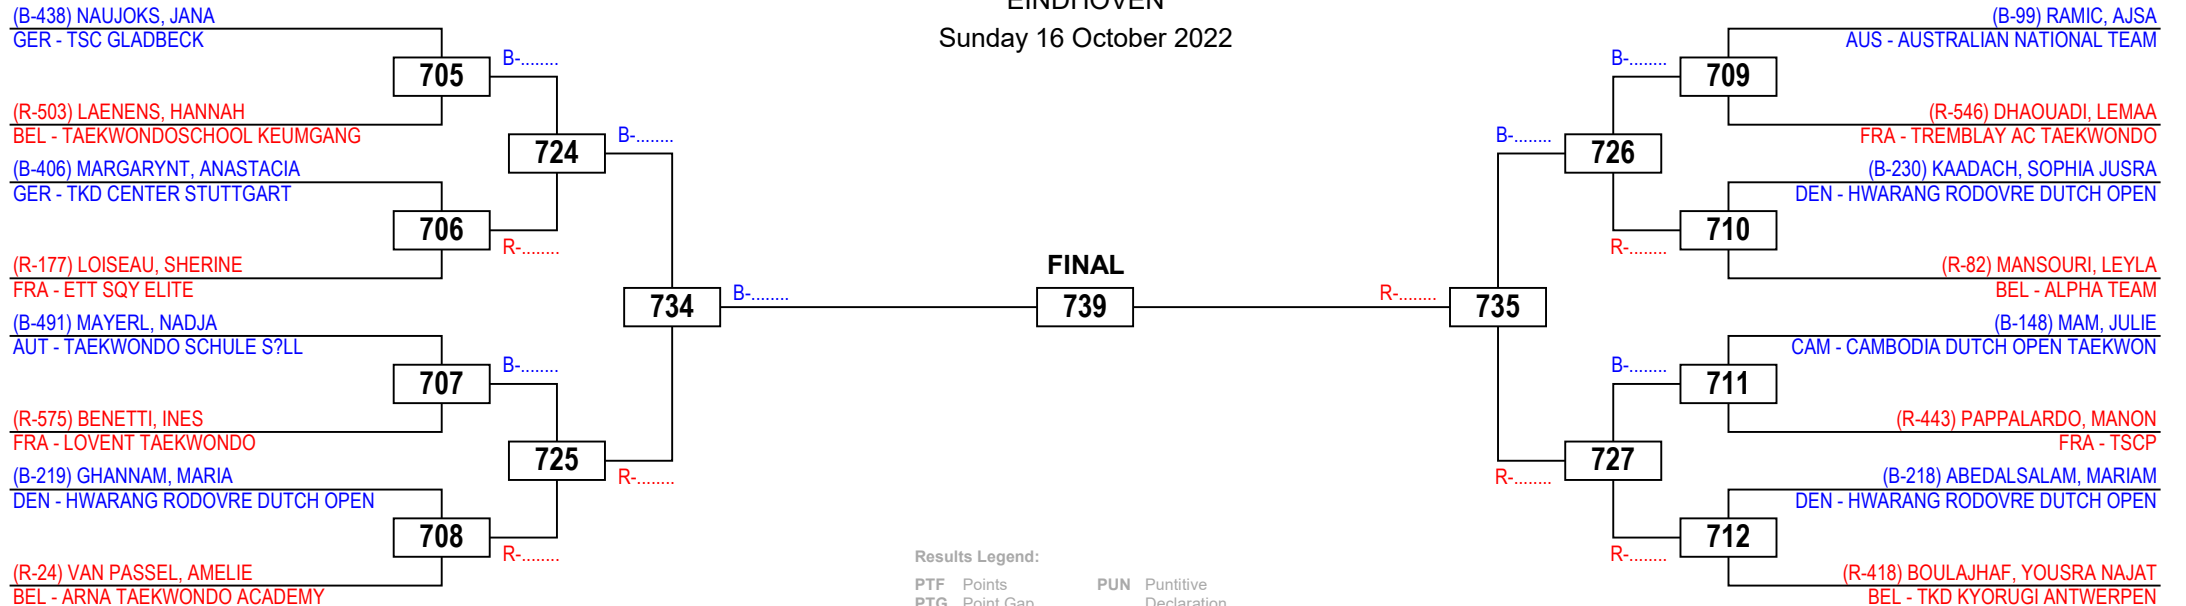 EINDHOVEN
Sunday 16 October 2022
(B-438) NAUJOKS, JANA
GER - TSC GLADBECK
705
B-........
(R-503) LAENENS, HANNAH
BEL - TAEKWONDOSCHOOL KEUMGANG
724
B-........
(B-406) MARGARYNT, ANASTACIA
GER - TKD CENTER STUTTGART
706
R-........
(R-177) LOISEAU, SHERINE
FRA - ETT SQY ELITE
734
B-........
(B-491) MAYERL, NADJA
AUT - TAEKWONDO SCHULE S?LL
707
B-........
(R-575) BENETTI, INES
FRA - LOVENT TAEKWONDO
725
R-........
(B-219) GHANNAM, MARIA
DEN - HWARANG RODOVRE DUTCH OPEN
708
R-........
(R-24) VAN PASSEL, AMELIE
BEL - ARNA TAEKWONDO ACADEMY
FINAL
739
(B-99) RAMIC, AJSA
AUS - AUSTRALIAN NATIONAL TEAM
B-........
709
(R-546) DHAOUADI, LEMAA
FRA - TREMBLAY AC TAEKWONDO
B-........
726
(B-230) KAADACH, SOPHIA JUSRA
DEN - HWARANG RODOVRE DUTCH OPEN
710
R-........
(R-82) MANSOURI, LEYLA
BEL - ALPHA TEAM
R-........
735
(B-148) MAM, JULIE
CAM - CAMBODIA DUTCH OPEN TAEKWON
B-........
711
(R-443) PAPPALARDO, MANON
FRA - TSCP
727
R-........
(B-218) ABEDALSALAM, MARIAM
DEN - HWARANG RODOVRE DUTCH OPEN
712
R-........
(R-418) BOULAJHAF, YOUSRA NAJAT
BEL - TKD KYORUGI ANTWERPEN
Results Legend:
PTF Points PUN Puntitive
PTG Point Gap Declaration